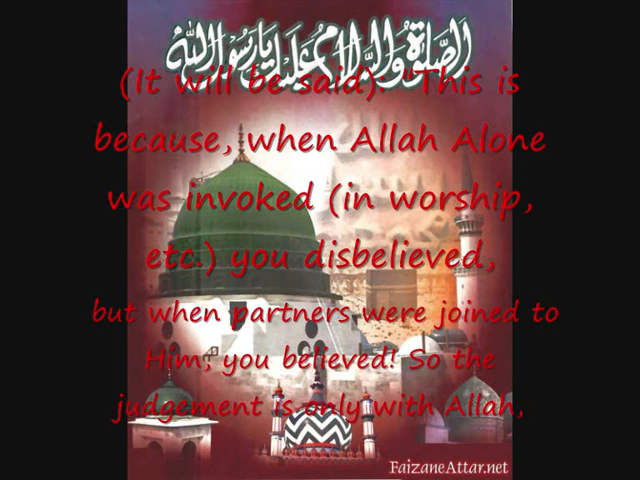 الصلوة والسلام عليك يا رسول الله
(It will be said): "This is
because, when Allah Alone
was invoked (in worship,
etc.) you disbelieved,
but when partners were joined to
Him, you believed! So the
judgement is only with Allah,
FaizaneAttar.net